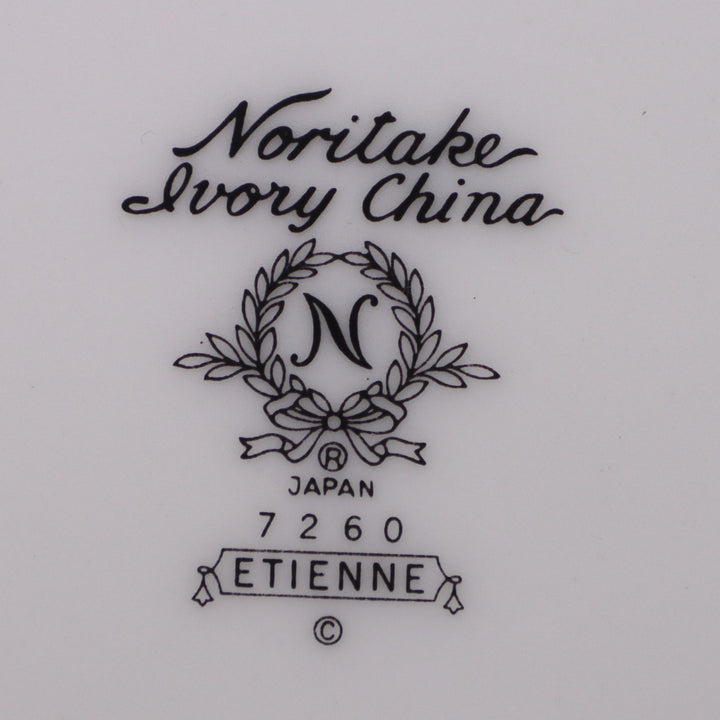 Noritake
Ivory China
N
®
JAPAN
7260
ETIENNE
©